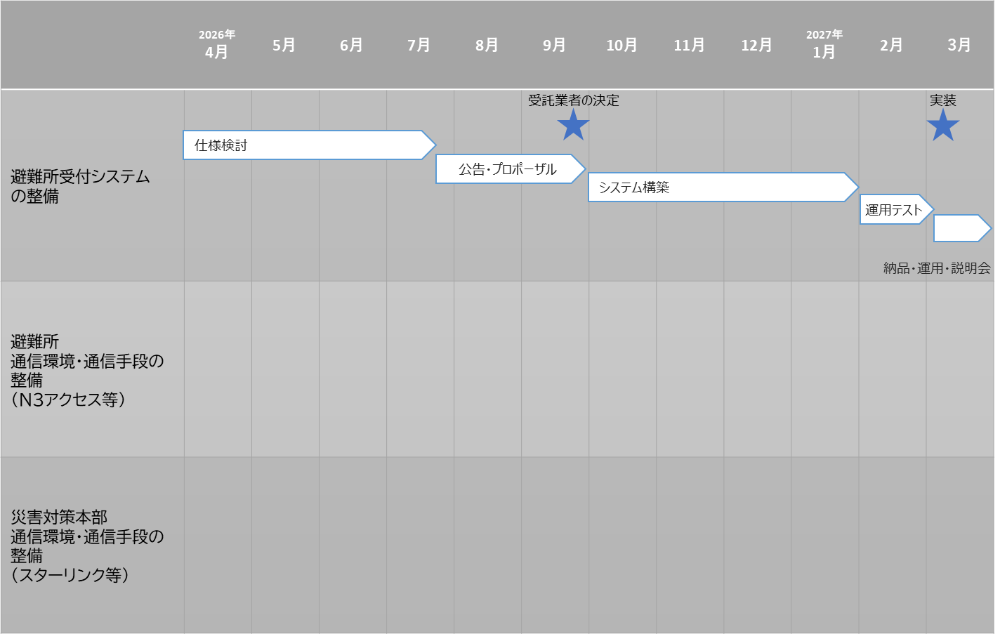 2026年
4月
5月
6月
7月
8月
9月
10月
11月
12月
2027年
1月
2月
3月
避難所受付システム
の整備
受託業者の決定
実装
仕様検討
公告・プロポーザル
システム構築
運用テスト
納品・運用・説明会
避難所
通信環境・通信手段の
整備
（N3アクセス等）
災害対策本部
通信環境・通信手段の
整備
（スターリンク等）